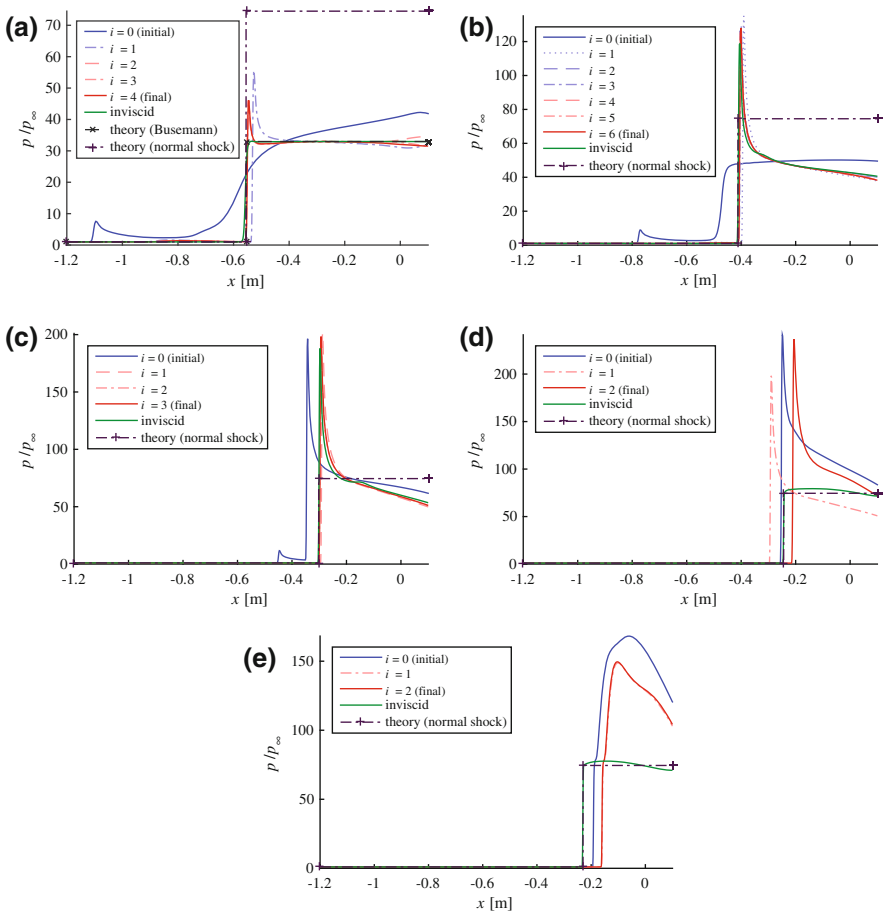 (a)
75
70
60
50
40
30
20
10
0
p/p∞
i = 0 (initial)
i = 1
i = 2
i = 3
i = 4 (final)
inviscid
theory (Busemann)
theory (normal shock)
-1.2 -1 -0.8 -0.6 -0.4 -0.2 0
x [m]
(b)
120
100
80
60
40
20
0
p/p∞
i = 0 (initial)
i = 1
i = 2
i = 3
i = 4
i = 5
i = 6 (final)
inviscid
theory (normal shock)
-1.2 -1 -0.8 -0.6 -0.4 -0.2 0
x [m]
(c)
200
150
100
50
0
p/p∞
i = 0 (initial)
i = 1
i = 2
i = 3 (final)
inviscid
theory (normal shock)
-1.2 -1 -0.8 -0.6 -0.4 -0.2 0
x [m]
(d)
200
150
100
50
0
p/p∞
i = 0 (initial)
i = 1
i = 2 (final)
inviscid
theory (normal shock)
-1.2 -1 -0.8 -0.6 -0.4 -0.2 0
x [m]
(e)
150
100
50
0
p/p∞
i = 0 (initial)
i = 1
i = 2 (final)
inviscid
theory (normal shock)
-1.2 -1 -0.8 -0.6 -0.4 -0.2 0
x [m]